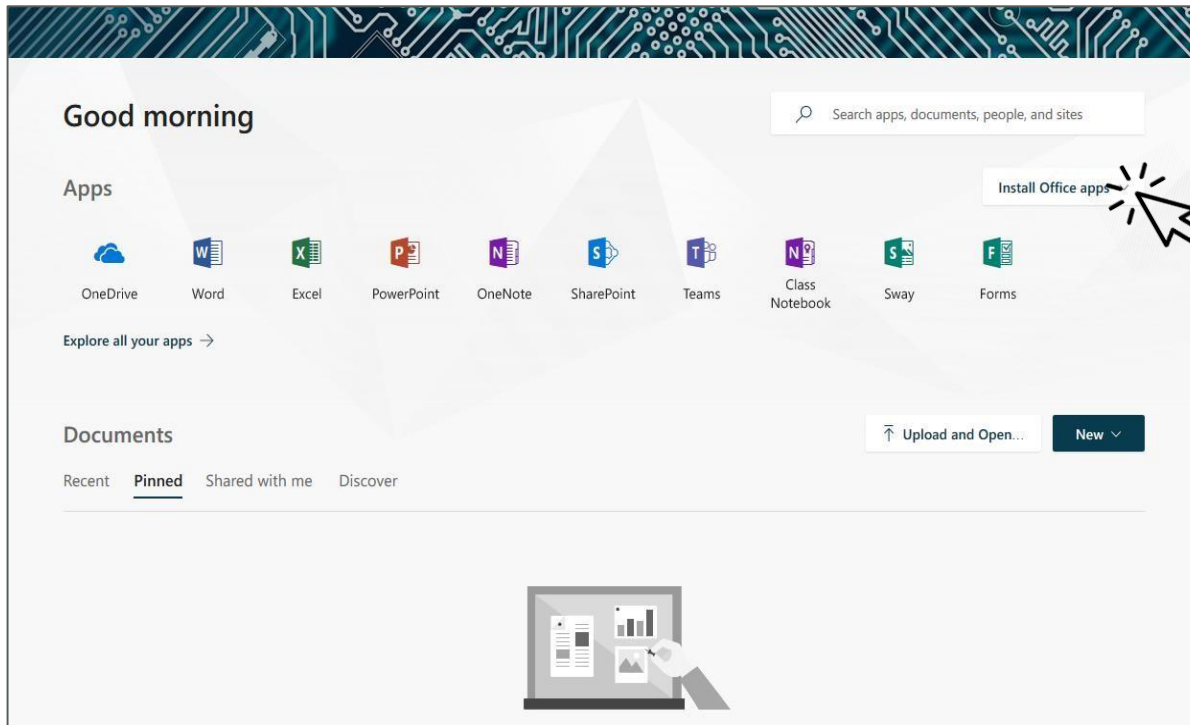 Good morning
Search apps, documents, people, and sites
Apps
Install Office apps
OneDrive
Word
Excel
PowerPoint
OneNote
SharePoint
Teams
Class
Notebook
Sway
Forms
Explore all your apps →
Documents
Upload and Open...
New
Recent Pinned Shared with me Discover